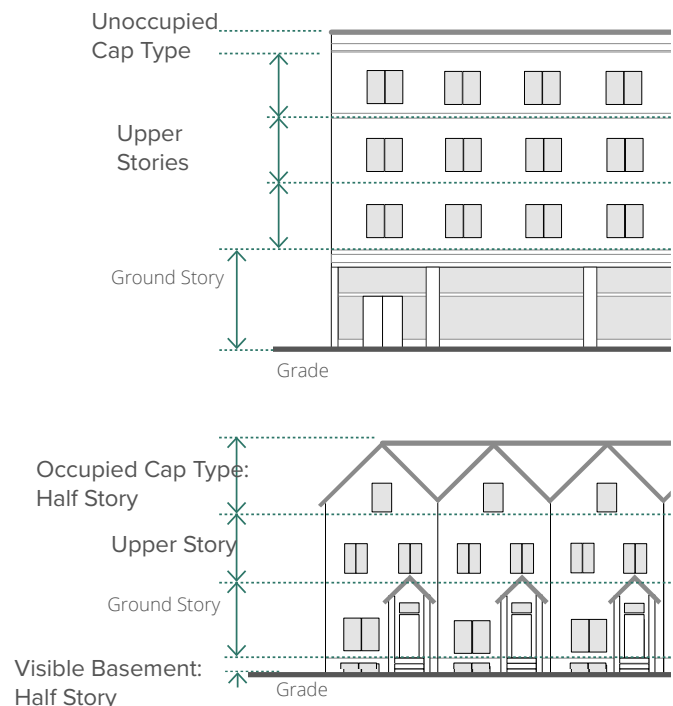 Unoccupied
Cap Type
Upper
Stories
Ground Story
Grade
Occupied Cap Type:
Half Story
Upper Story
Ground Story
Visible Basement:
Half Story
Grade